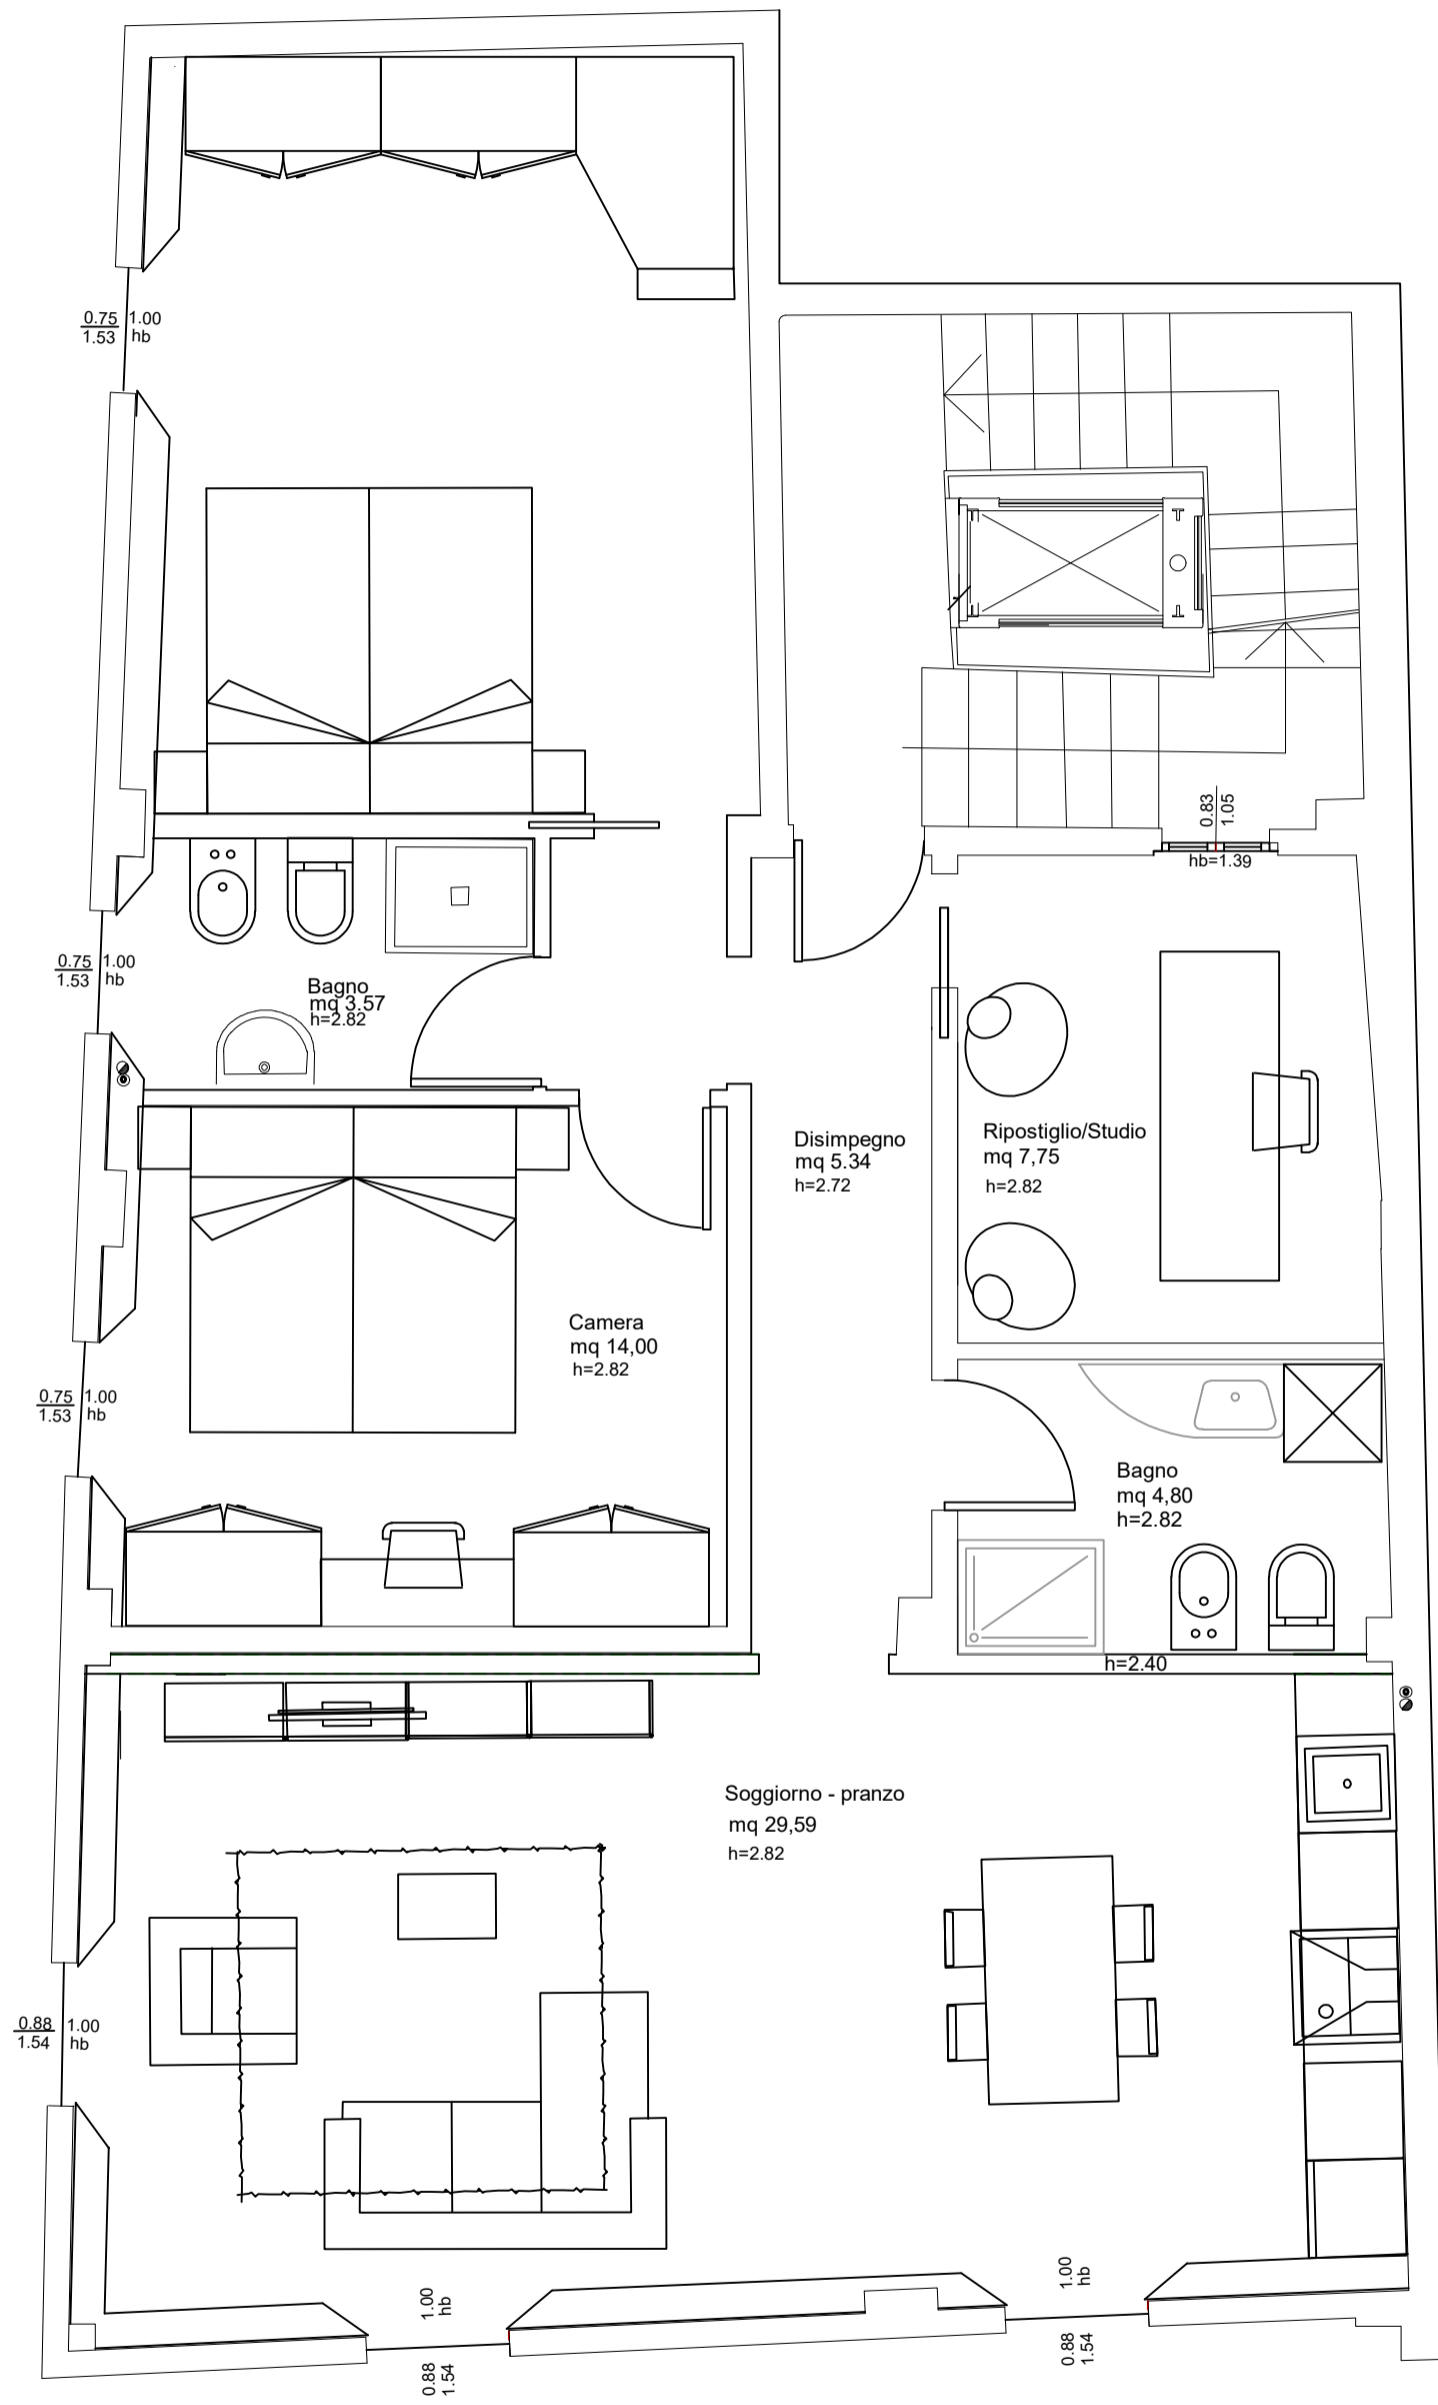 0.75 1.00
1.53 hb
0.83
1.05
hb=1.39
0.75 1.00
1.53 hb
Bagno
mq 3.57
h=2.82
Disimpegno
mq 5.34
h=2.72
Ripostiglio/Studio
mq 7,75
h=2.82
Camera
mq 14,00
h=2.82
0.75 1.00
1.53 hb
Bagno
mq 4,80
h=2.82
h=2.40
Soggiorno - pranzo
mq 29,59
h=2.82
0.88 1.00
1.54 hb
1.00
hb
0.88
1.54
1.00
hb
0.88
1.54